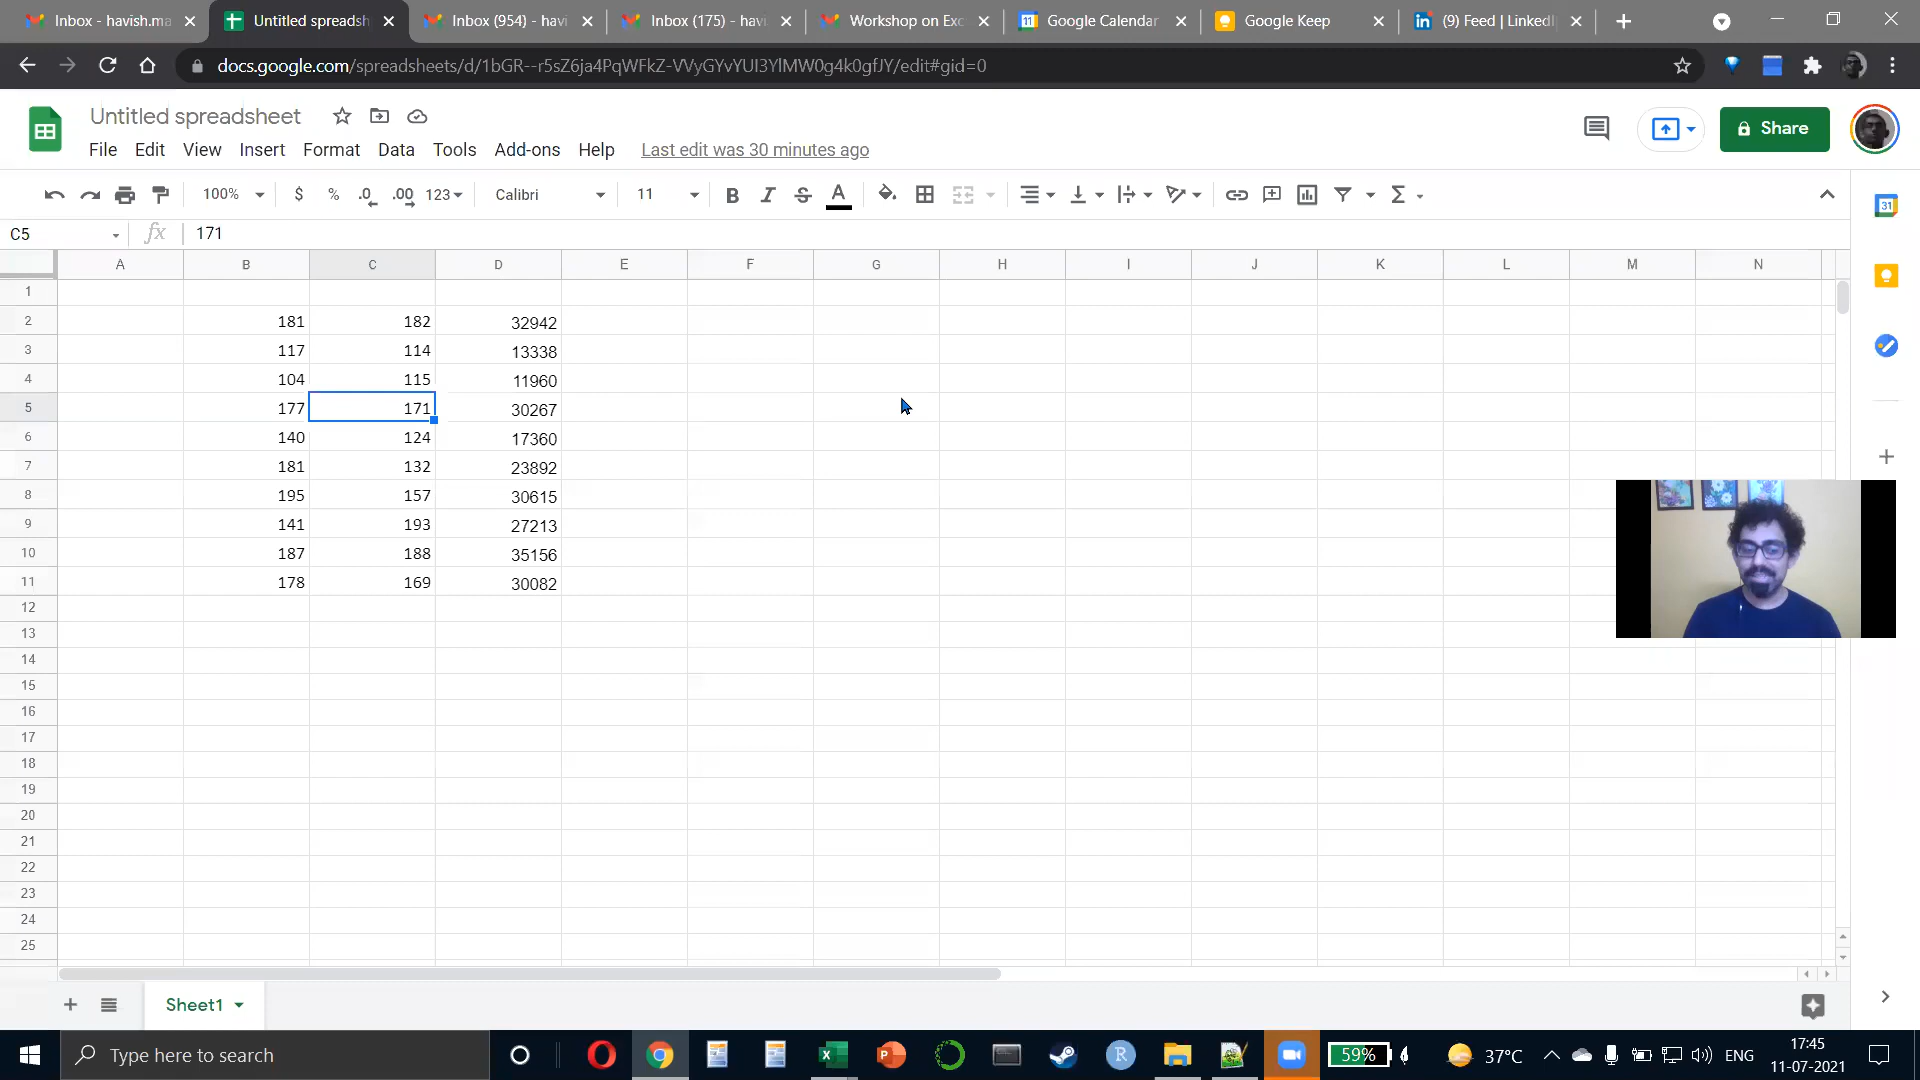 Inbox - havish.ma
Untitled spreadsh
Inbox (954) - havi
Inbox (175) - havi
Workshop on Exc
Google Calendar
Google Keep
(9) Feed | LinkedI
docs.google.com/spreadsheets/d/1bGR--r5sZ6ja4PqWFkZ-VVyGYvYUI3YlMW0g4k0gfJY/edit#gid=0
Untitled spreadsheet
Share
File Edit View Insert Format Data Tools Add-ons Help Last edit was 30 minutes ago
100% $ % .0 .00 123 Calibri 11 B I S A Σ
31
C5 fx 171
A B C D E F G H I J K L M N
1
2 181 182 32942
3 117 114 13338
4 104 115 11960
5 177 171 30267
6 140 124 17360
7 181 132 23892
8 195 157 30615
9 141 193 27213
10 187 188 35156
11 178 169 30082
12
13
14
15
16
17
18
19
20
21
22
23
24
25
Sheet1
Type here to search
59%
37°C
ENG
17:45
11-07-2021